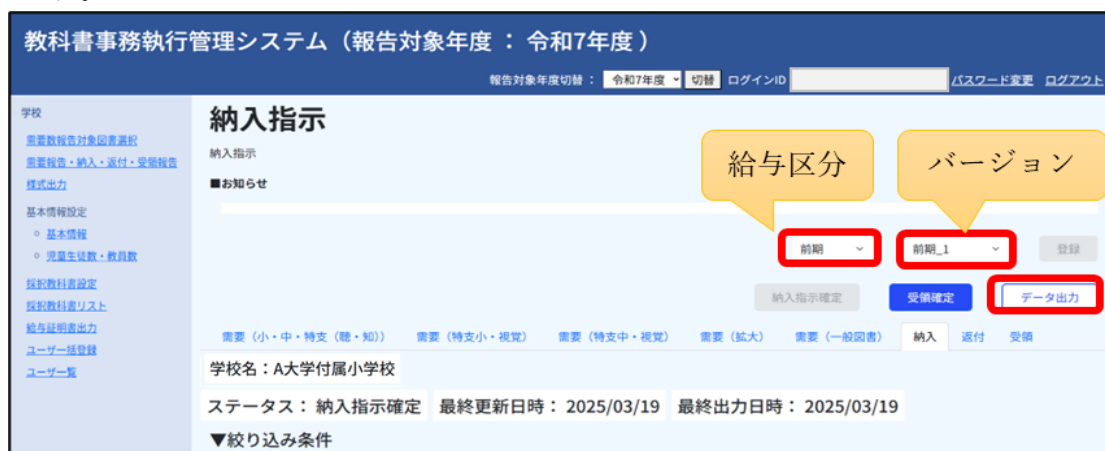 教科書事務執行管理システム（報告対象年度 ： 令和7年度 ）
報告対象年度切替 ： 令和7年度 切替 ログインID パスワード変更 ログアウト
学校
需要数報告対象図書選択
需要報告・納入・返付・受領報告
様式出力
基本情報設定
基本情報
児童生徒数・教員数
採択教科書設定
採択教科書リスト
給与証明書出力
ユーザ一括登録
ユーザ一覧
納入指示
納入指示
■お知らせ
給与区分
バージョン
前期 前期_1 登録
納入指示確定 受領確定 データ出力
需要（小・中・特支（聴・知）） 需要（特支小・視覚） 需要（特支中・視覚） 需要（拡大） 需要（一般図書） 納入 返付 受領
学校名：A大学付属小学校
ステータス： 納入指示確定 最終更新日時： 2025/03/19 最終出力日時： 2025/03/19
▼絞り込み条件